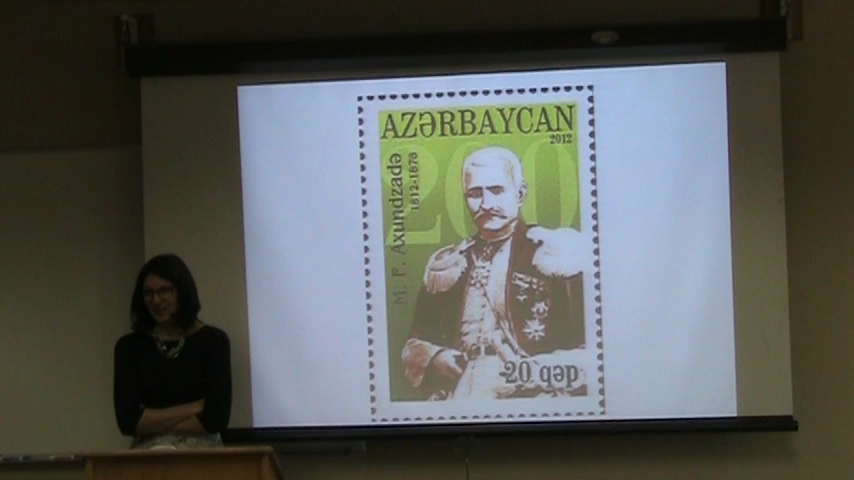 AZƏRBAYCAN
2012
200
M. F. Axundzadə
1812-1878
20 qəp